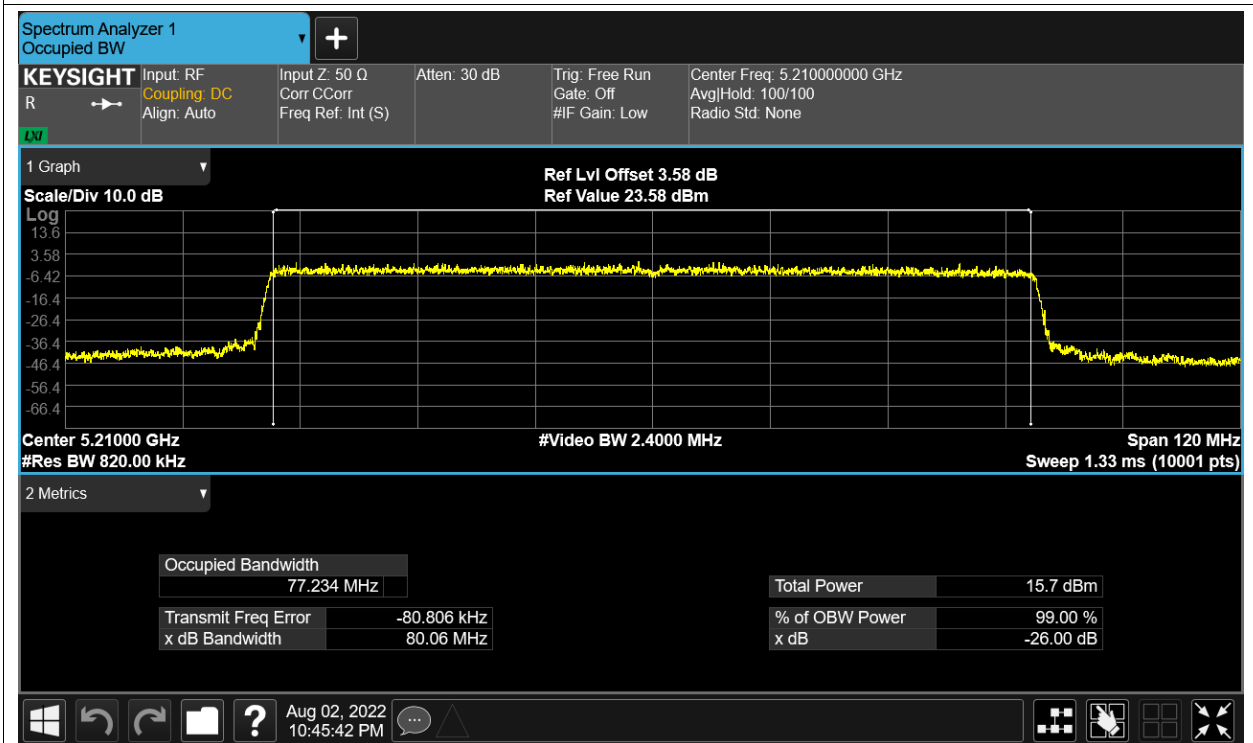 Spectrum Analyzer 1
Occupied BW
KEYSIGHT
R
LXI
Input: RF
Coupling: DC
Align: Auto
Input Z: 50 Ω
Corr CCorr
Freq Ref: Int (S)
Atten: 30 dB
Trig: Free Run
Gate: Off
#IF Gain: Low
Center Freq: 5.210000000 GHz
Avg|Hold: 100/100
Radio Std: None
1 Graph
Scale/Div 10.0 dB
Ref Lvl Offset 3.58 dB
Ref Value 23.58 dBm
Log
13.6
3.58
-6.42
-16.4
-26.4
-36.4
-46.4
-56.4
-66.4
Center 5.21000 GHz
#Res BW 820.00 kHz
#Video BW 2.4000 MHz
Span 120 MHz
Sweep 1.33 ms (10001 pts)
2 Metrics
Occupied Bandwidth
77.234 MHz
Transmit Freq Error -80.806 kHz
x dB Bandwidth 80.06 MHz
Total Power 15.7 dBm
% of OBW Power 99.00 %
x dB -26.00 dB
?
Aug 02, 2022
10:45:42 PM